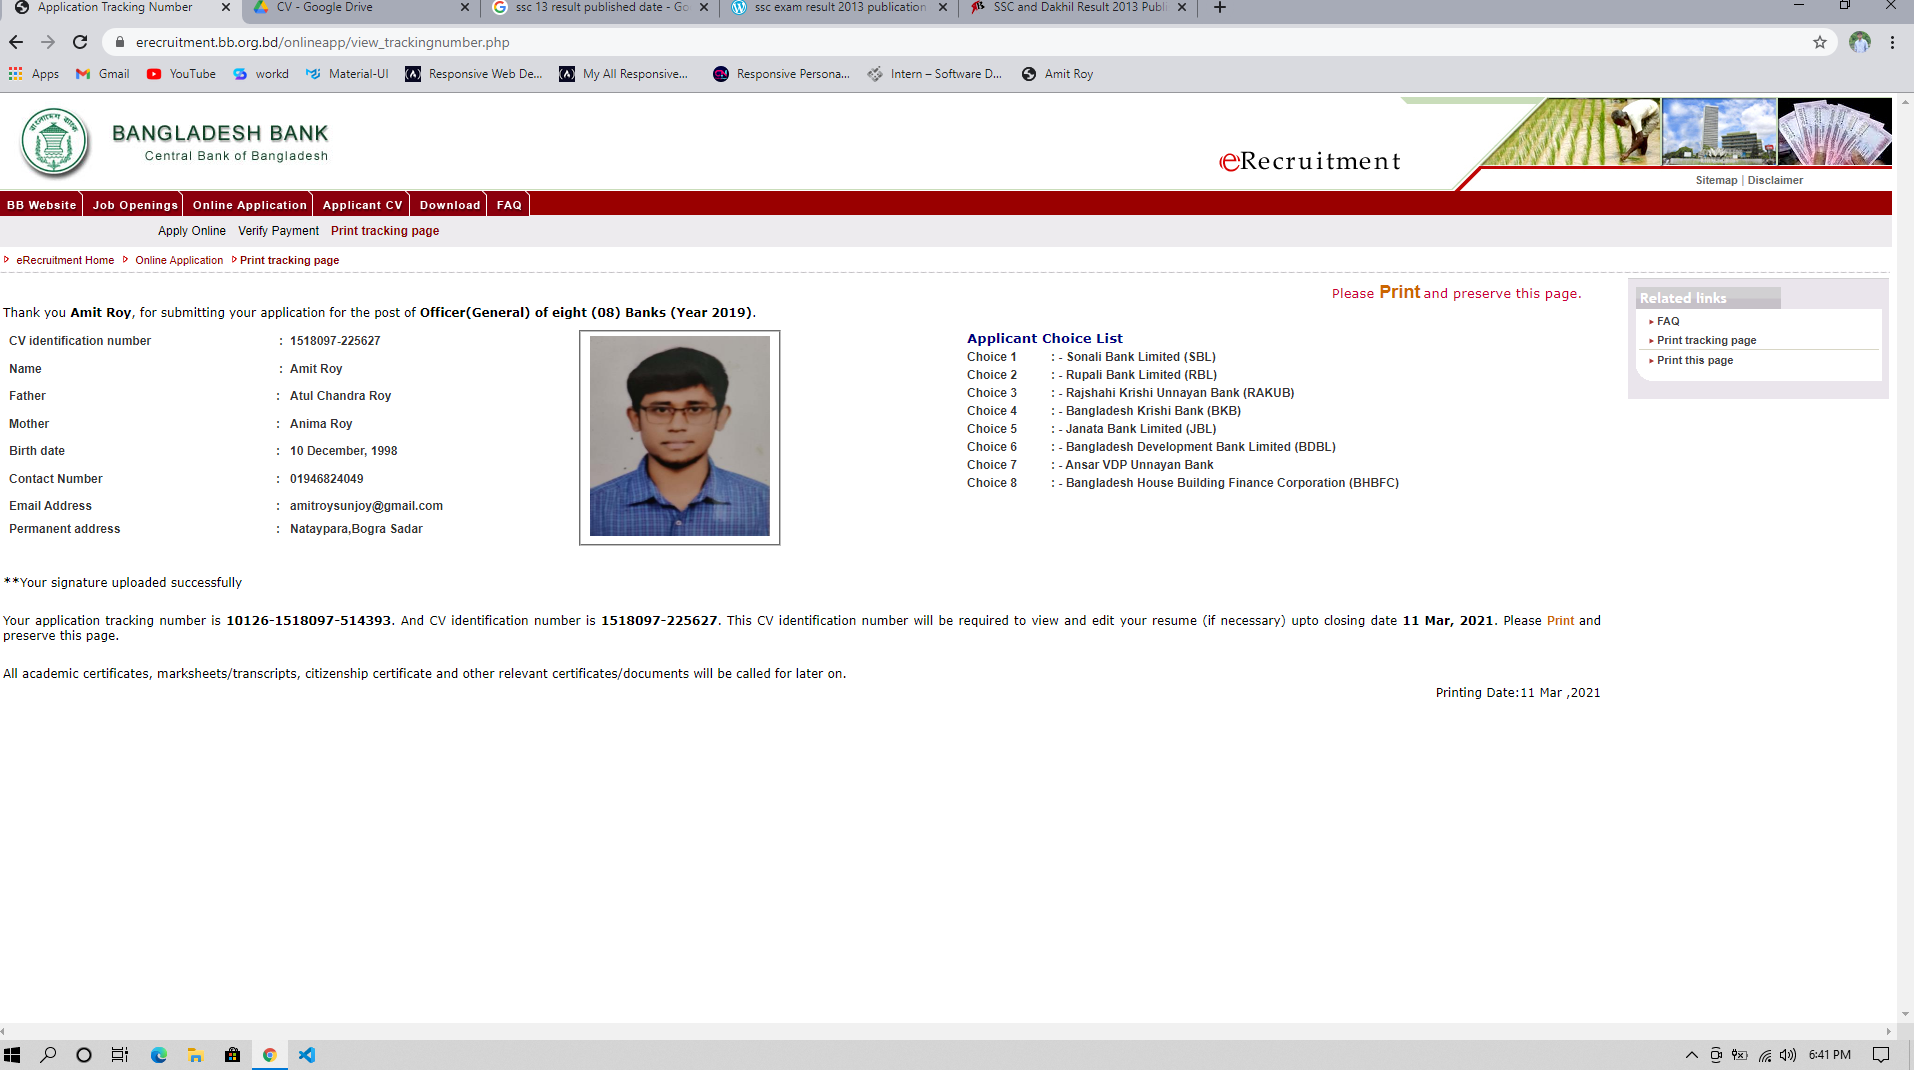 Application Tracking Number
CV - Google Drive
ssc 13 result published date - Go
ssc exam result 2013 publication
SSC and Dakhil Result 2013 Publi
erecruitment.bb.org.bd/onlineapp/view_trackingnumber.php
Apps Gmail YouTube workd Material-UI Responsive Web De... My All Responsive... Responsive Persona... Intern – Software D... Amit Roy
BANGLADESH BANK
Central Bank of Bangladesh
eRecruitment
Sitemap | Disclaimer
BB Website Job Openings Online Application Applicant CV Download FAQ
Apply Online Verify Payment Print tracking page
eRecruitment Home Online Application Print tracking page
Please Print and preserve this page.
Thank you Amit Roy, for submitting your application for the post of Officer(General) of eight (08) Banks (Year 2019).
CV identification number : 1518097-225627
Name : Amit Roy
Father : Atul Chandra Roy
Mother : Anima Roy
Birth date : 10 December, 1998
Contact Number : 01946824049
Email Address : amitroysunjoy@gmail.com
Permanent address : Nataypara,Bogra Sadar
Applicant Choice List
Choice 1 : - Sonali Bank Limited (SBL)
Choice 2 : - Rupali Bank Limited (RBL)
Choice 3 : - Rajshahi Krishi Unnayan Bank (RAKUB)
Choice 4 : - Bangladesh Krishi Bank (BKB)
Choice 5 : - Janata Bank Limited (JBL)
Choice 6 : - Bangladesh Development Bank Limited (BDBL)
Choice 7 : - Ansar VDP Unnayan Bank
Choice 8 : - Bangladesh House Building Finance Corporation (BHBFC)
Related links
FAQ
Print tracking page
Print this page
**Your signature uploaded successfully
Your application tracking number is 10126-1518097-514393. And CV identification number is 1518097-225627. This CV identification number will be required to view and edit your resume (if necessary) upto closing date 11 Mar, 2021. Please Print and
preserve this page.
All academic certificates, marksheets/transcripts, citizenship certificate and other relevant certificates/documents will be called for later on.
Printing Date:11 Mar ,2021
6:41 PM